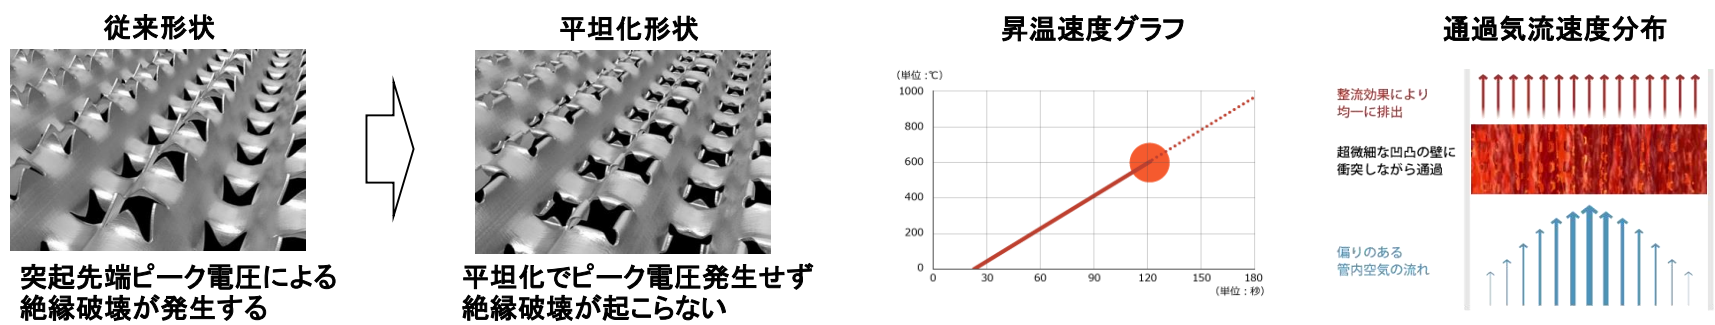 従来形状
突起先端ピーク電圧による
絶縁破壊が発生する
平坦化形状
平坦化でピーク電圧発生せず
絶縁破壊が起こらない
昇温速度グラフ
(単位:℃)
1000
800
600
400
200
0
0 30 60 90 120 150 180
(単位:秒)
通過気流速度分布
整流効果により
均一に排出
超微細な凹凸の壁に
衝突しながら通過
偏りのある
管内空気の流れ